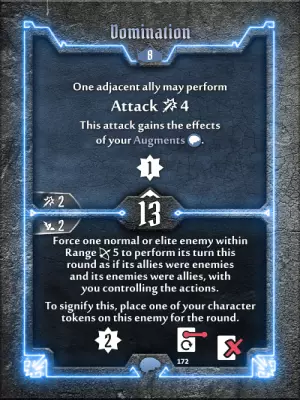 Domination
8
One adjacent ally may perform
Attack 4
This attack gains the effects
of your Augments .
1
2
13
2
Force one normal or elite enemy within
Range 5 to perform its turn this
round as if its allies were enemies
and its enemies were allies, with
you controlling the actions.
To signify this, place one of your character
tokens on this enemy for the round.
2
172